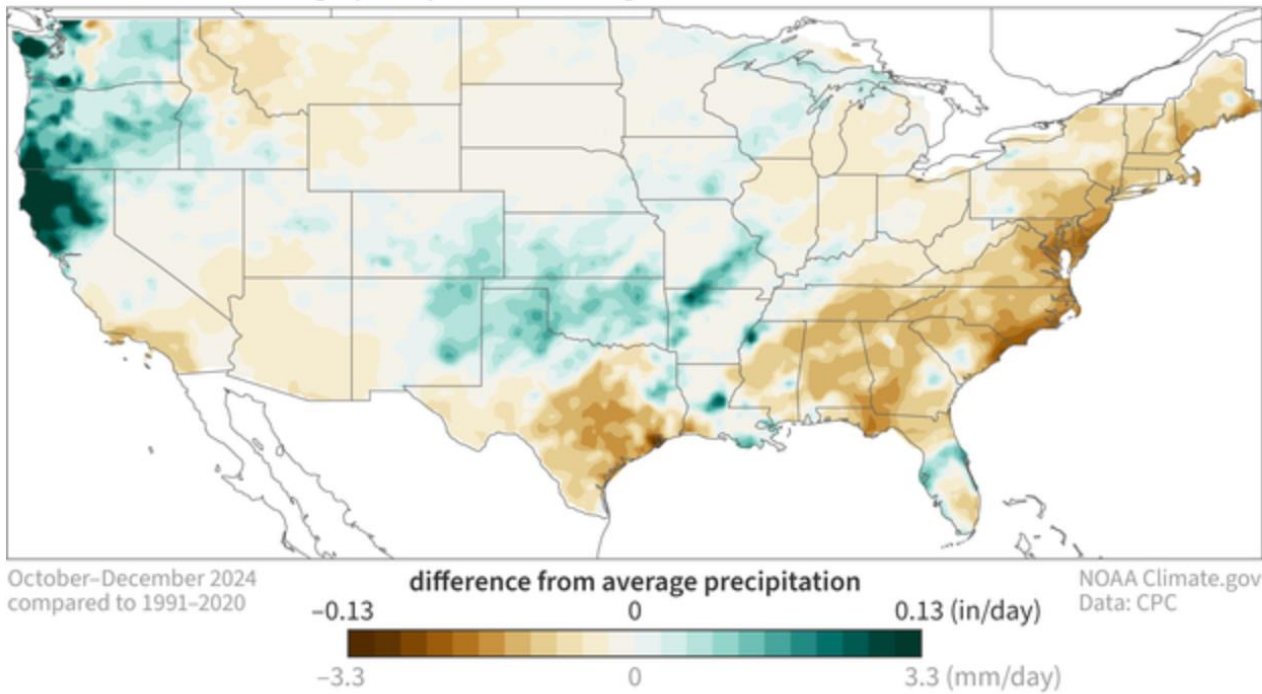 October–December 2024
compared to 1991–2020
difference from average precipitation
−0.13 0 0.13 (in/day)
−3.3 0 3.3 (mm/day)
NOAA Climate.gov
Data: CPC